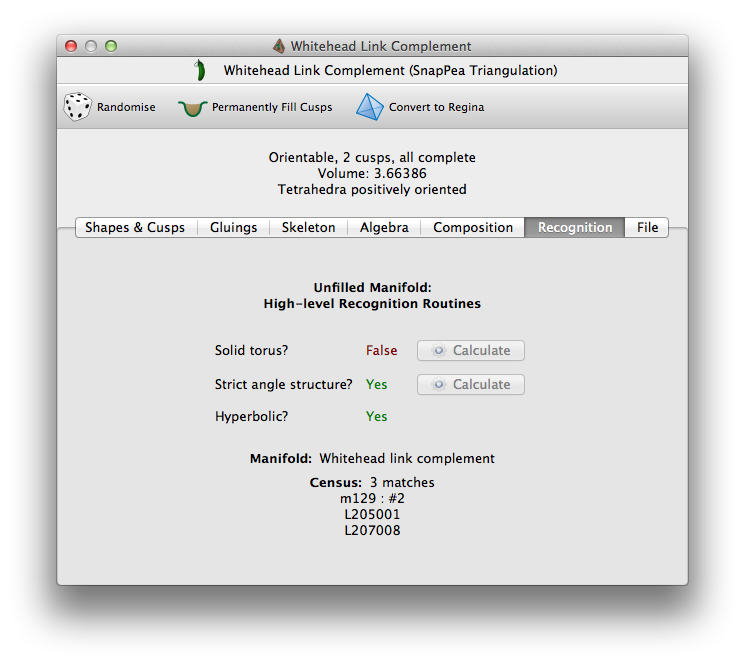 Whitehead Link Complement
Whitehead Link Complement (SnapPea Triangulation)
Randomise Permanently Fill Cusps Convert to Regina
Orientable, 2 cusps, all complete
Volume: 3.66386
Tetrahedra positively oriented
Shapes & Cusps Gluings Skeleton Algebra Composition Recognition File
Unfilled Manifold:
High-level Recognition Routines
Solid torus? False Calculate
Strict angle structure? Yes Calculate
Hyperbolic? Yes
Manifold: Whitehead link complement
Census: 3 matches
m129 : #2
L205001
L207008